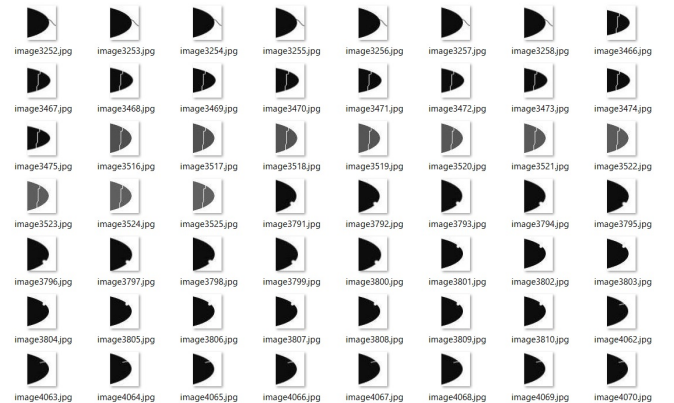 image3252.jpg image3253.jpg image3254.jpg image3255.jpg image3256.jpg image3257.jpg image3258.jpg image3466.jpg
image3467.jpg image3468.jpg image3469.jpg image3470.jpg image3471.jpg image3472.jpg image3473.jpg image3474.jpg
image3475.jpg image3516.jpg image3517.jpg image3518.jpg image3519.jpg image3520.jpg image3521.jpg image3522.jpg
image3523.jpg image3524.jpg image3525.jpg image3791.jpg image3792.jpg image3793.jpg image3794.jpg image3795.jpg
image3796.jpg image3797.jpg image3798.jpg image3799.jpg image3800.jpg image3801.jpg image3802.jpg image3803.jpg
image3804.jpg image3805.jpg image3806.jpg image3807.jpg image3808.jpg image3809.jpg image3810.jpg image4062.jpg
image4063.jpg image4064.jpg image4065.jpg image4066.jpg image4067.jpg image4068.jpg image4069.jpg image4070.jpg